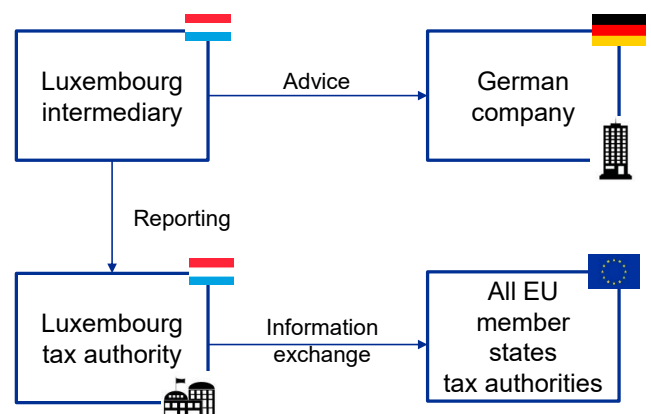 Luxembourg
intermediary
Advice
German
company
Reporting
Luxembourg
tax authority
Information
exchange
All EU
member
states
tax authorities